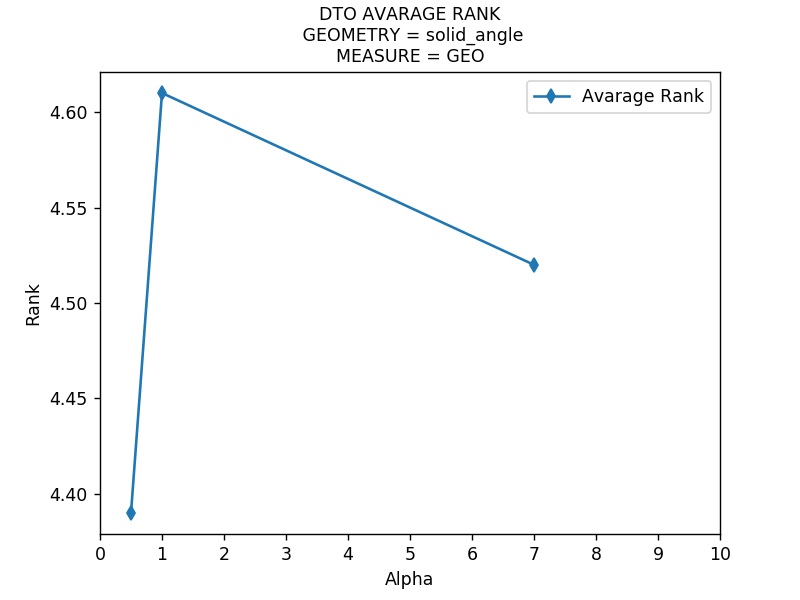 DTO AVARAGE RANK
GEOMETRY = solid_angle
MEASURE = GEO
Avarage Rank
4.60
4.55
4.50
4.45
4.40
Rank
0 1 2 3 4 5 6 7 8 9 10
Alpha